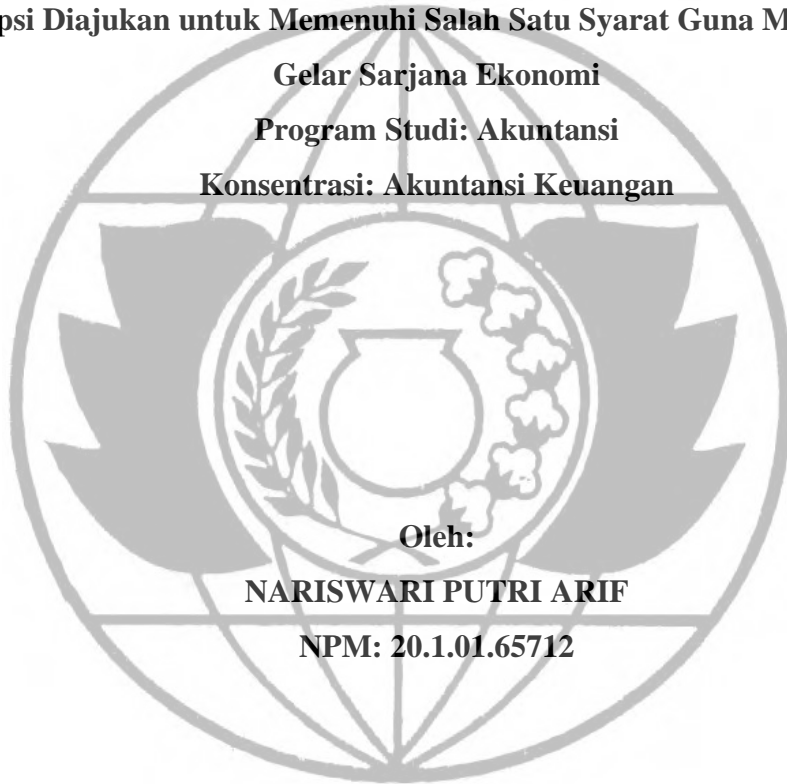 Diajukan untuk Memenuhi Salah Satu Syarat Guna
Gelar Sarjana Ekonomi
Program Studi: Akuntansi
Konsentrasi: Akuntansi Keuangan
Oleh:
NARISWARI PUTRI ARIF
NPM: 20.1.01.65712